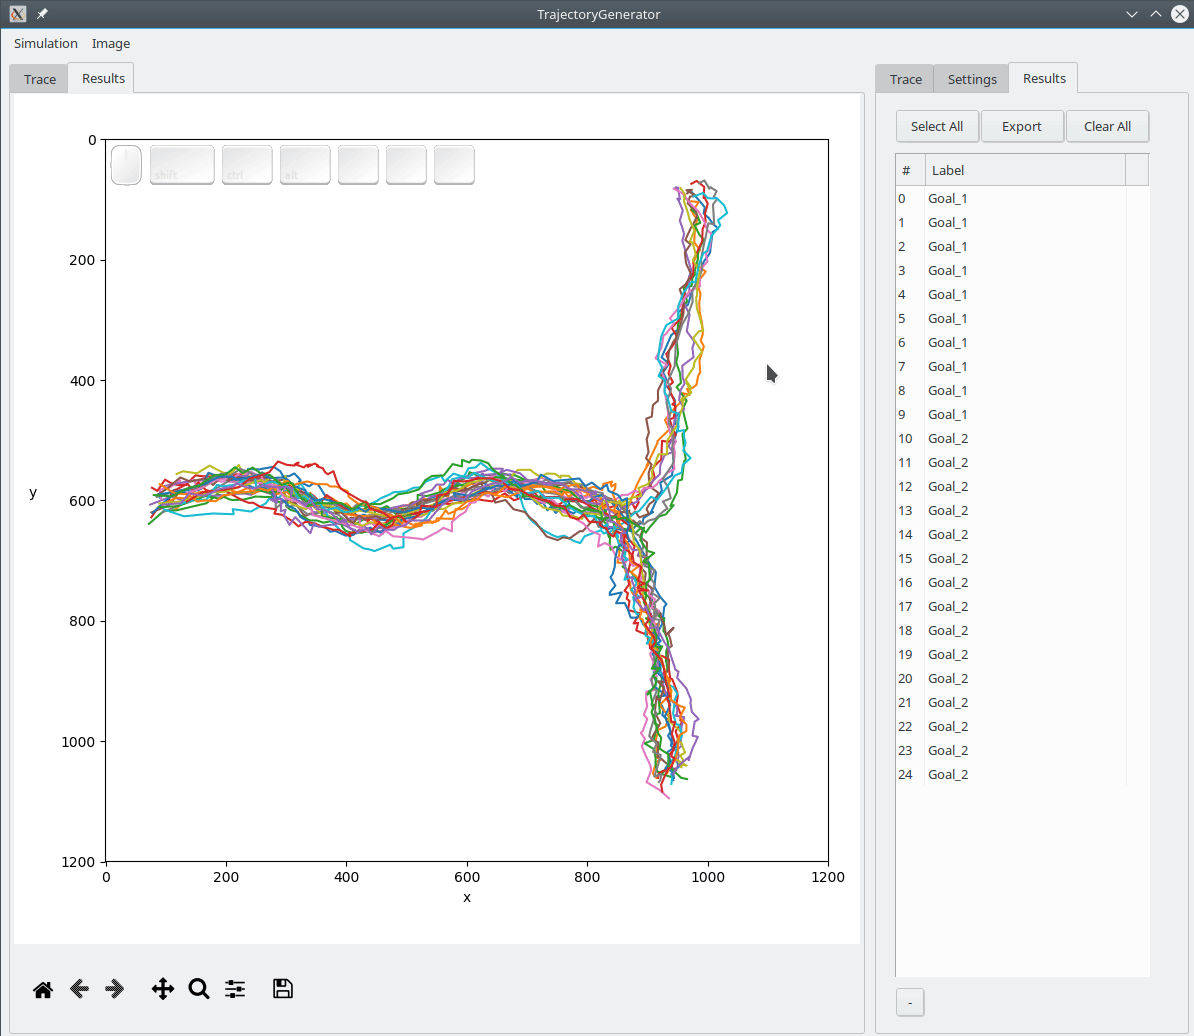 TrajectoryGenerator
Simulation Image
Trace Results
Trace Settings Results
Select All Export Clear All
# Label
0 Goal_1
1 Goal_1
2 Goal_1
3 Goal_1
4 Goal_1
5 Goal_1
6 Goal_1
7 Goal_1
8 Goal_1
9 Goal_1
10 Goal_2
11 Goal_2
12 Goal_2
13 Goal_2
14 Goal_2
15 Goal_2
16 Goal_2
17 Goal_2
18 Goal_2
19 Goal_2
20 Goal_2
21 Goal_2
22 Goal_2
23 Goal_2
24 Goal_2
-
shift ctrl alt
0
200
400
600
800
1000
1200
y
0 200 400 600 800 1000 1200
x